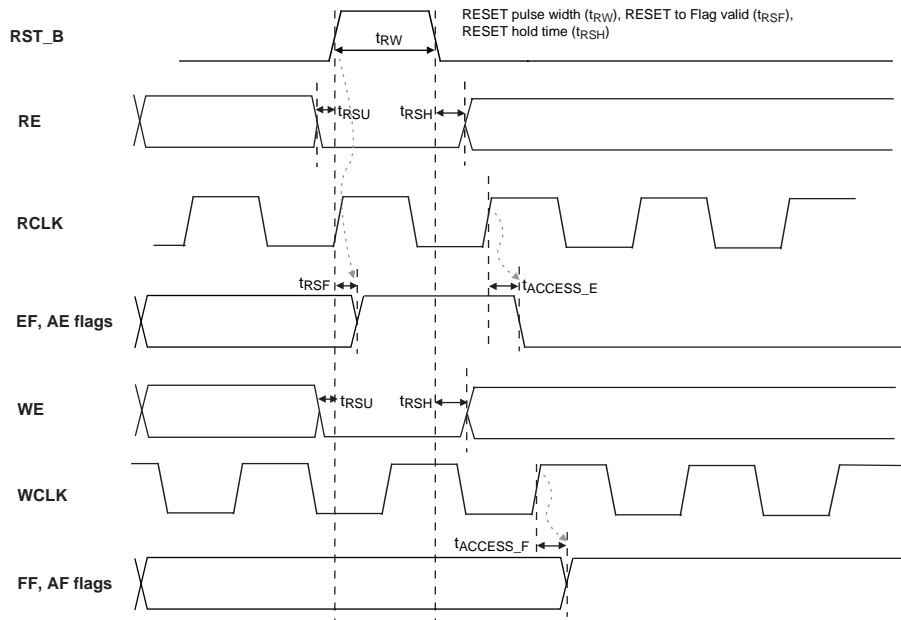 RESET pulse width (tRW), RESET to Flag valid (tRSF),
RESET hold time (tRSH)
RST_B
tRW
RE
tRSU
tRSH
RCLK
tRSF
tACCESS_E
EF, AE flags
WE
tRSU
tRSH
WCLK
tACCESS_F
FF, AF flags